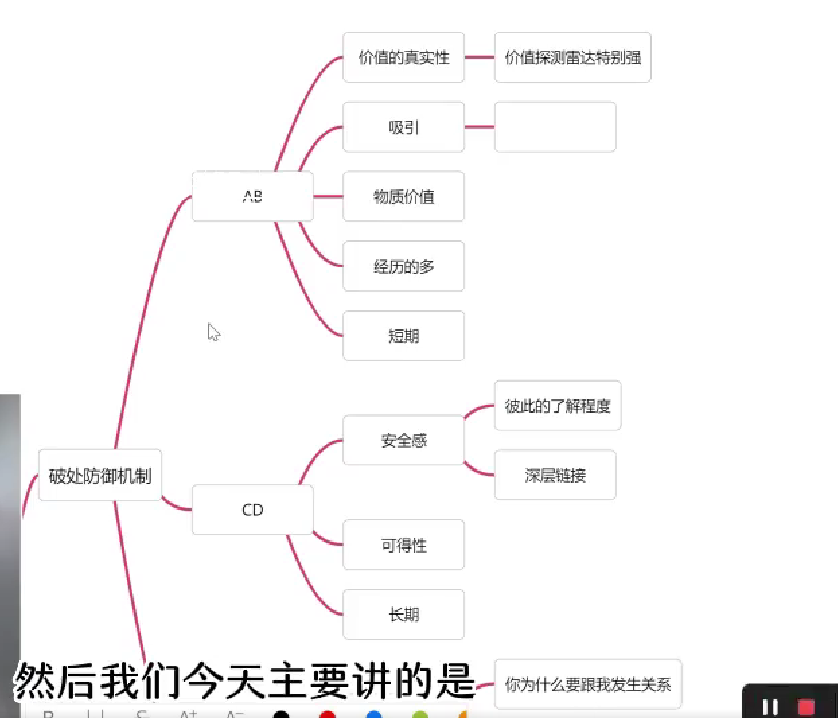 价值的真实性
价值探测雷达特别强
吸引
AB
物质价值
经历的多
短期
彼此的了解程度
安全感
深层链接
破处防御机制
CD
可得性
长期
然后我们今天主要讲的是
你为什么要跟我发生关系